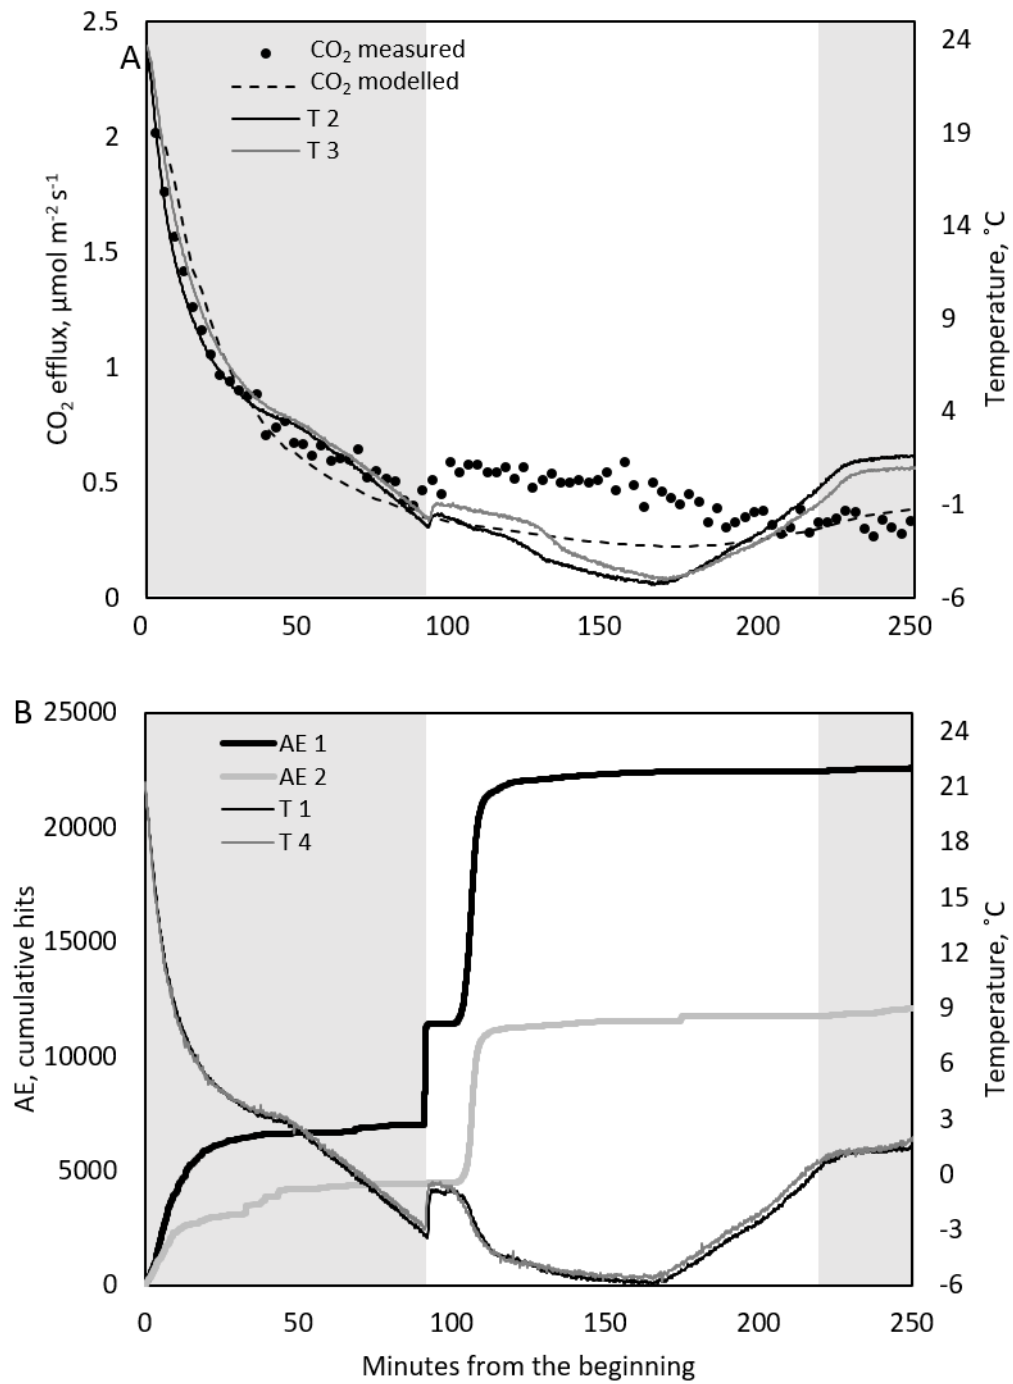 A
CO₂ measured
CO₂ modelled
T 2
T 3
2.5
2
1.5
1
0.5
0
CO₂ efflux, µmol m⁻² s⁻¹
24
19
14
9
4
-1
-6
Temperature, ˚C
0 50 100 150 200 250
B
AE 1
AE 2
T 1
T 4
25000
20000
15000
10000
5000
0
AE, cumulative hits
24
21
18
15
12
9
6
3
0
-3
-6
Temperature, ˚C
0 50 100 150 200 250
Minutes from the beginning